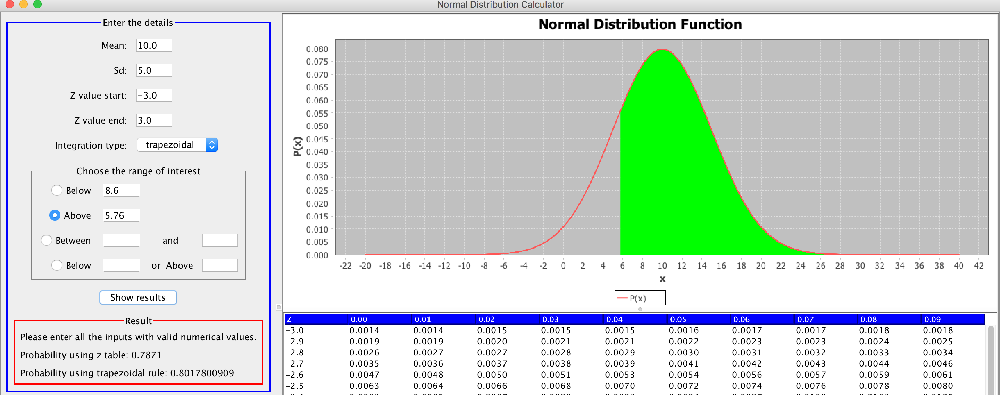 Normal Distribution Calculator
Enter the details
Mean: 10.0
Sd: 5.0
Z value start: -3.0
Z value end: 3.0
Integration type: trapezoidal
Choose the range of interest
Below 8.6
Above 5.76
Between and
Below or Above
Show results
Result
Please enter all the inputs with valid numerical values.
Probability using z table: 0.7871
Probability using trapezoidal rule: 0.8017800909
Normal Distribution Function
P(x)
0.080
0.075
0.070
0.065
0.060
0.055
0.050
0.045
0.040
0.035
0.030
0.025
0.020
0.015
0.010
0.005
0.000
-22 -20 -18 -16 -14 -12 -10 -8 -6 -4 -2 0 2 4 6 8 10 12 14 16 18 20 22 24 26 28 30 32 34 36 38 40 42
x
P(x)
Z 0.00 0.01 0.02 0.03 0.04 0.05 0.06 0.07 0.08 0.09
-3.0 0.0014 0.0014 0.0015 0.0015 0.0015 0.0016 0.0017 0.0017 0.0018 0.0018
-2.9 0.0019 0.0019 0.0020 0.0021 0.0021 0.0022 0.0023 0.0023 0.0024 0.0025
-2.8 0.0026 0.0027 0.0027 0.0028 0.0029 0.0030 0.0031 0.0032 0.0033 0.0034
-2.7 0.0035 0.0036 0.0037 0.0038 0.0039 0.0041 0.0042 0.0043 0.0044 0.0046
-2.6 0.0047 0.0048 0.0050 0.0051 0.0053 0.0054 0.0056 0.0057 0.0059 0.0061
-2.5 0.0063 0.0064 0.0066 0.0068 0.0070 0.0072 0.0074 0.0076 0.0078 0.0080